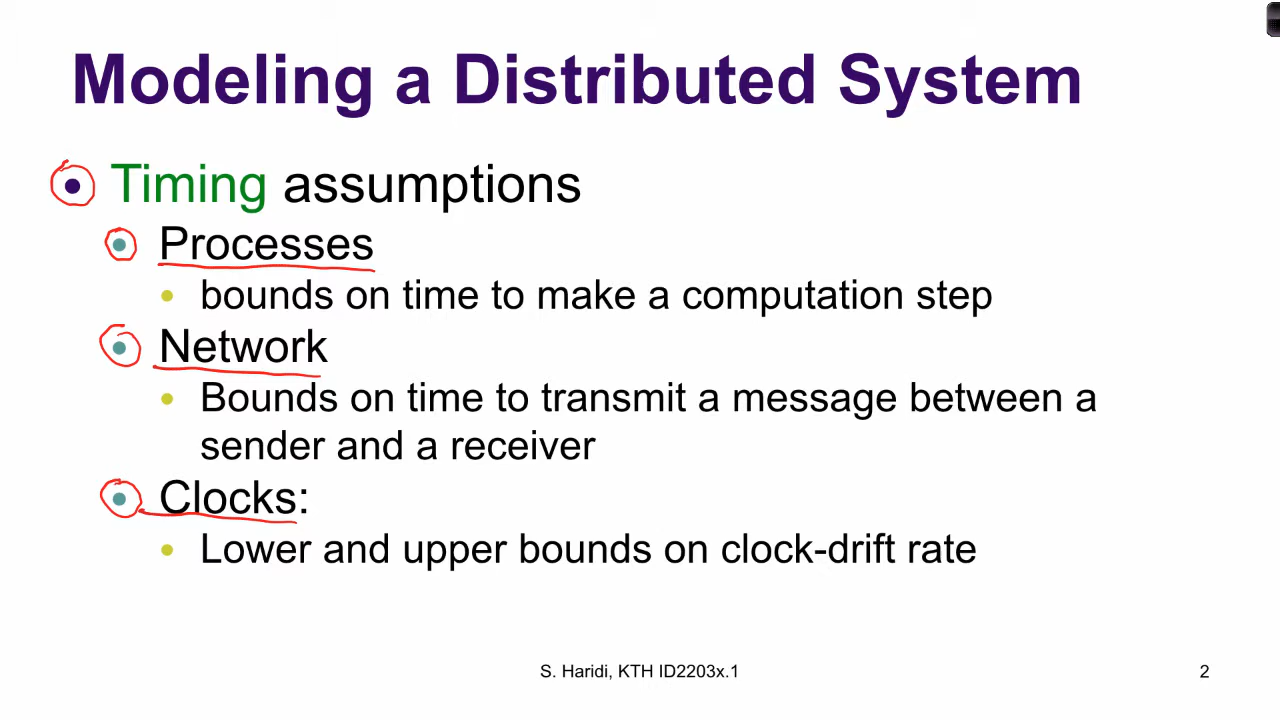 Modeling a Distributed System
Timing assumptions
Processes
bounds on time to make a computation step
Network
Bounds on time to transmit a message between a
sender and a receiver
Clocks:
Lower and upper bounds on clock-drift rate
S. Haridi, KTH ID2203x.1
2